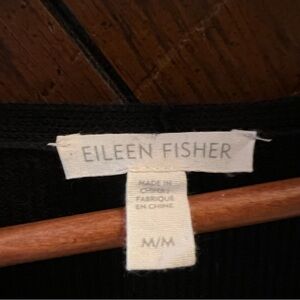 EILEEN FISHER
MADE IN
CHINA /
FABRIQUÉ
EN CHINE
M/M